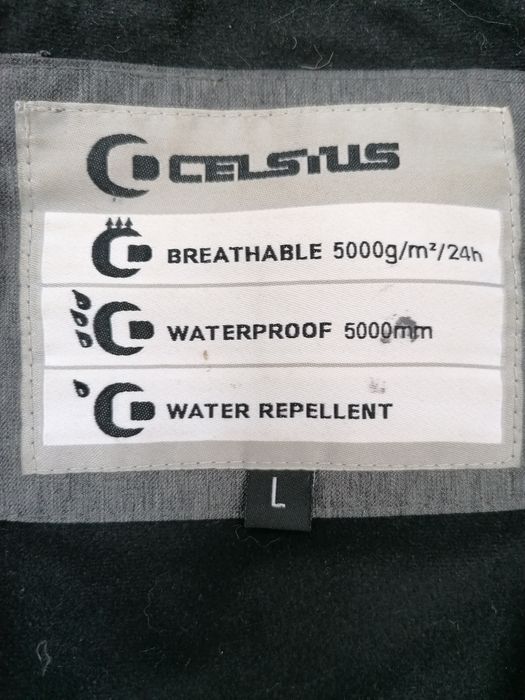 CELSIUS
BREATHABLE 5000g/m²/24h
WATERPROOF 5000mm
WATER REPELLENT
L